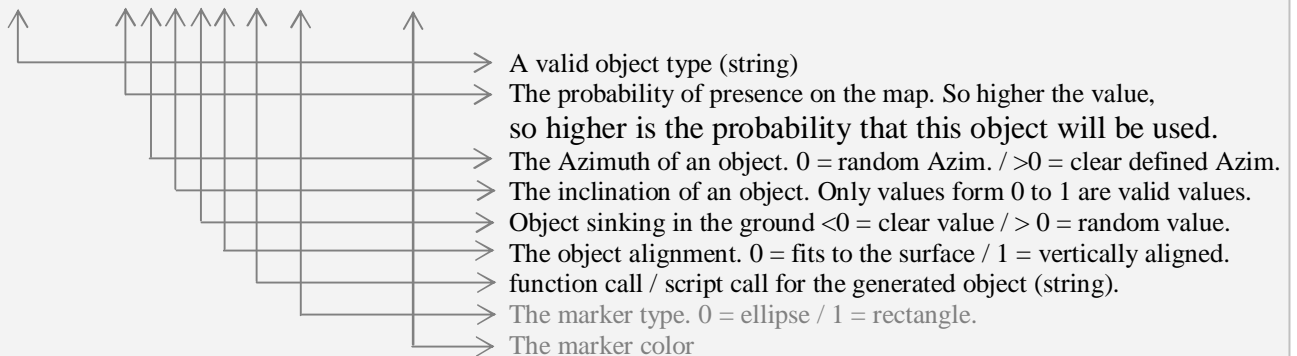 A valid object type (string)
The probability of presence on the map. So higher the value,
so higher is the probability that this object will be used.
The Azimuth of an object. 0 = random Azim. / >0 = clear defined Azim.
The inclination of an object. Only values form 0 to 1 are valid values.
Object sinking in the ground <0 = clear value / > 0 = random value.
The object alignment. 0 = fits to the surface / 1 = vertically aligned.
function call / script call for the generated object (string).
The marker type. 0 = ellipse / 1 = rectangle.
The marker color